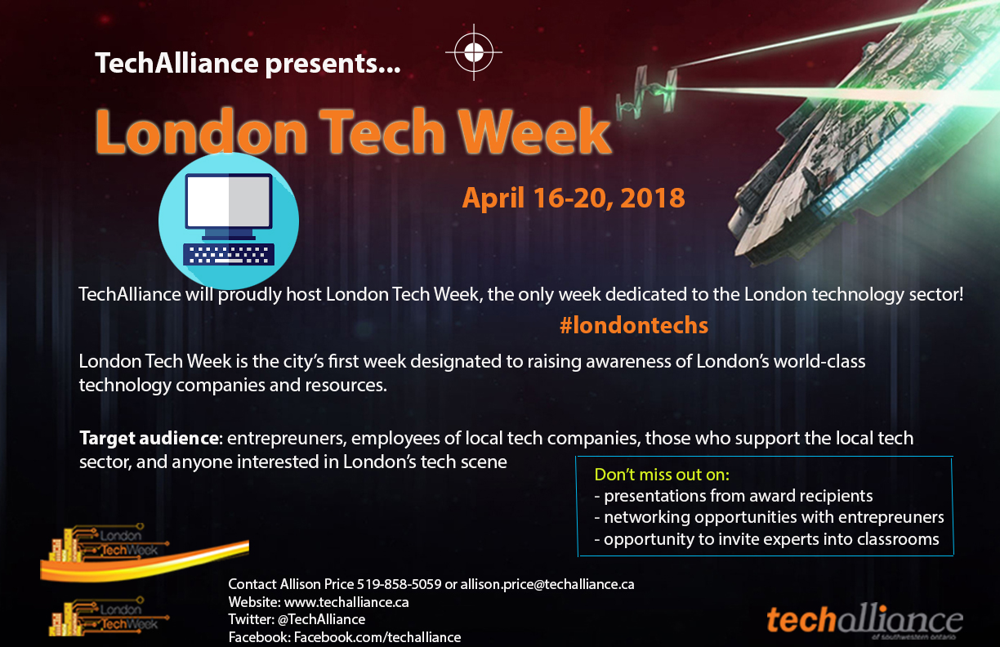 TechAlliance presents...
London Tech Week
April 16-20, 2018
TechAlliance will proudly host London Tech Week, the only week dedicated to the London technology sector!
#londontechs
London Tech Week is the city's first week designated to raising awareness of London's world-class
technology companies and resources.
Target audience: entrepreuners, employees of local tech companies, those who support the local tech
sector, and anyone interested in London's tech scene
Don't miss out on:
- presentations from award recipients
- networking opportunities with entrepreuners
- opportunity to invite experts into classrooms
London
TechWeek
Contact Allison Price 519-858-5059 or allison.price@techalliance.ca
Website: www.techalliance.ca
Twitter: @TechAlliance
Facebook: Facebook.com/techalliance
London
TechWeek
techalliance
of southwestern ontario